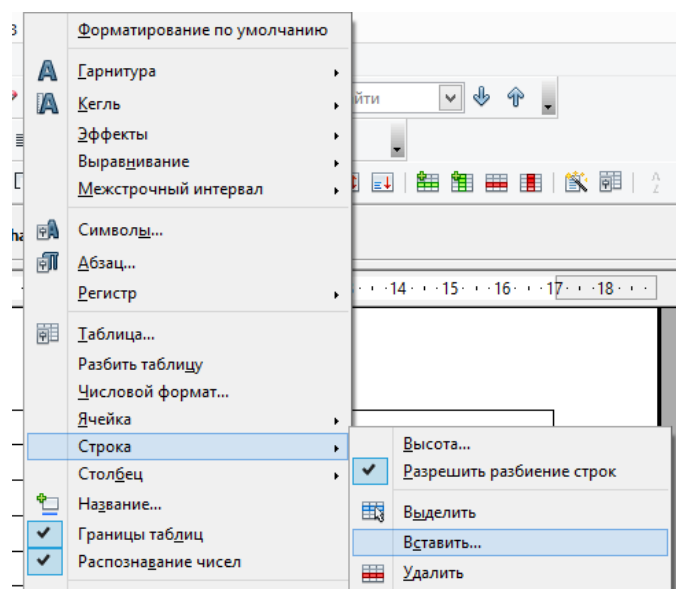 Форматирование по умолчанию
Гарнитура
Кегль
йти
Эффекты
Выравнивание
Межстрочный интервал
Символы...
Абзац...
Регистр
14 15 16 17 18
Таблица...
Разбить таблицу
Числовой формат...
Ячейка
Строка
Высота...
Столбец
Разрешить разбиение строк
Название...
Выделить
Границы таблиц
Вставить...
Распознавание чисел
Удалить